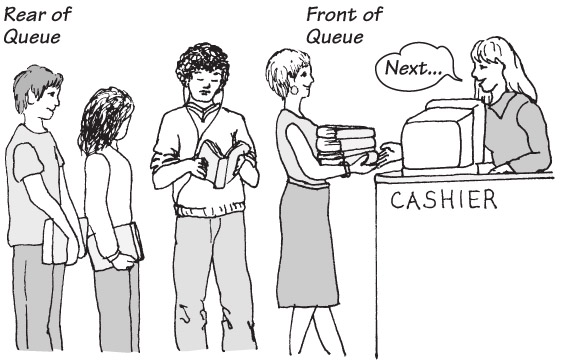 Rear of
Queue
Front of
Queue
Next...
CASHIER